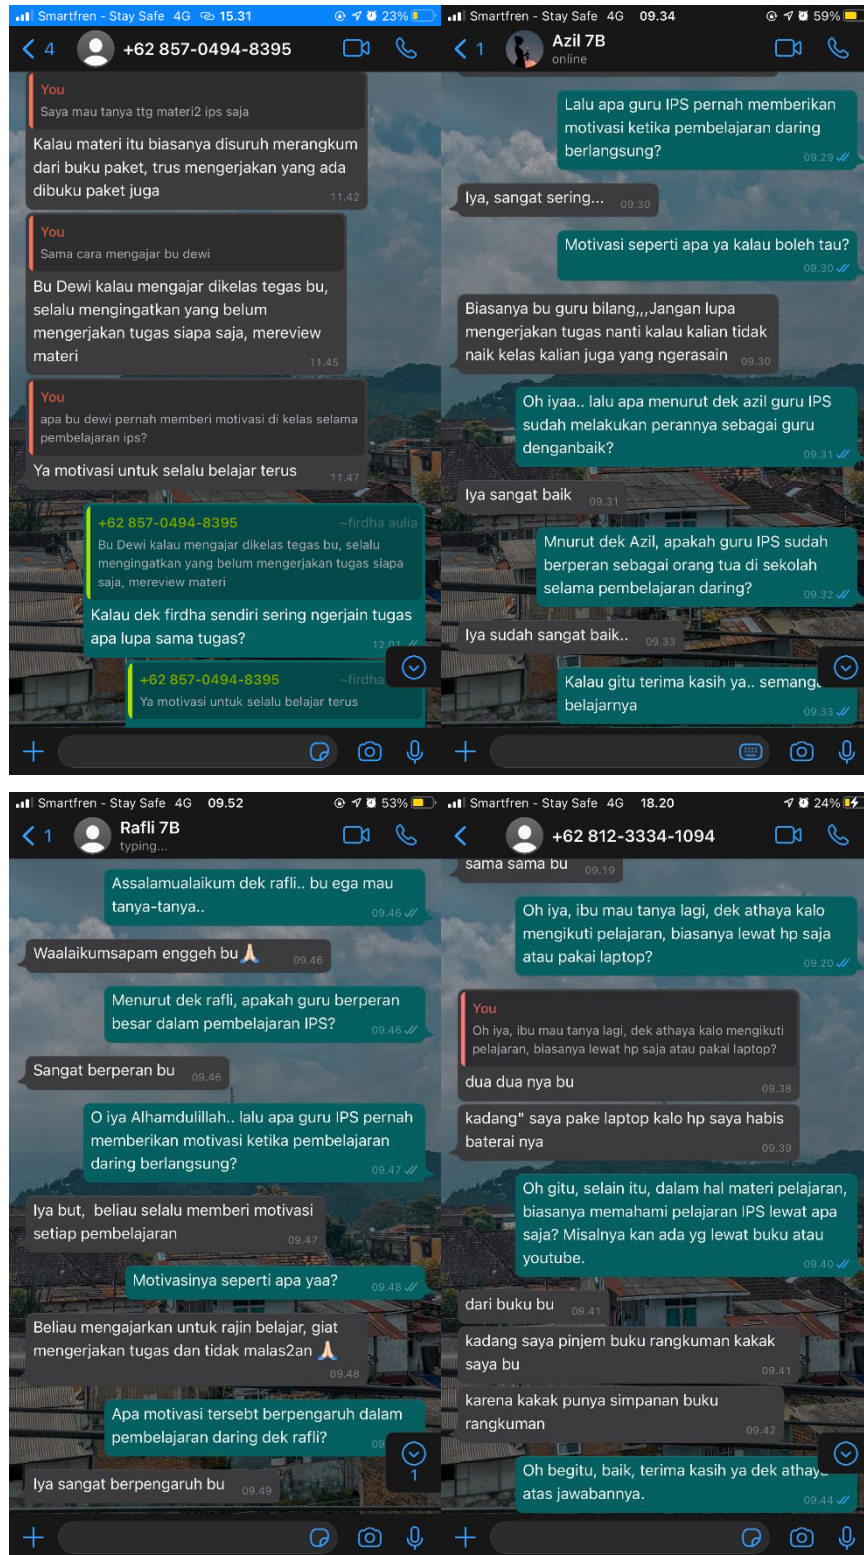 Smartfren - Stay Safe 4G 15.31 23%
4 +62 857-0494-8395
You
Saya mau tanya ttg materi2 ips saja
Kalau materi itu biasanya disuruh merangkum
dari buku paket, trus mengerjakan yang ada
dibuku paket juga
11.42
You
Sama cara mengajar bu dewi
Bu Dewi kalau mengajar dikelas tegas bu,
selalu mengingatkan yang belum
mengerjakan tugas siapa saja, mereview
materi
11.45
You
apa bu dewi pernah memberi motivasi di kelas selama
pembelajaran ips?
Ya motivasi untuk selalu belajar terus
11.47
+62 857-0494-8395 ~firdha aulia
Bu Dewi kalau mengajar dikelas tegas bu, selalu
mengingatkan yang belum mengerjakan tugas siapa
saja, mereview materi
Kalau dek firdha sendiri sering ngerjain tugas
apa lupa sama tugas?
12.01
+62 857-0494-8395 ~firdha
Ya motivasi untuk selalu belajar terus
Smartfren - Stay Safe 4G 09.34 59%
1 Azil 7B
online
Lalu apa guru IPS pernah memberikan
motivasi ketika pembelajaran daring
berlangsung?
09.29
Iya, sangat sering... 09.30
Motivasi seperti apa ya kalau boleh tau?
09.30
Biasanya bu guru bilang,,,Jangan lupa
mengerjakan tugas nanti kalau kalian tidak
naik kelas kalian juga yang ngerasain 09.30
Oh iyaa.. lalu apa menurut dek azil guru IPS
sudah melakukan perannya sebagai guru
denganbaik?
09.31
Iya sangat baik 09.31
Mnurut dek Azil, apakah guru IPS sudah
berperan sebagai orang tua di sekolah
selama pembelajaran daring?
09.32
Iya sudah sangat baik.. 09.33
Kalau gitu terima kasih ya.. semang
belajarnya
09.33
Smartfren - Stay Safe 4G 09.52 53%
1 Rafli 7B
typing...
Assalamualaikum dek rafli.. bu ega mau
tanya-tanya..
09.46
Waalaikumsapam enggeh bu🙏🏻 09.46
Menurut dek rafli, apakah guru berperan
besar dalam pembelajaran IPS?
09.46
Sangat berperan bu 09.46
O iya Alhamdulillah.. lalu apa guru IPS pernah
memberikan motivasi ketika pembelajaran
daring berlangsung?
09.47
Iya but, beliau selalu memberi motivasi
setiap pembelajaran
09.47
Motivasinya seperti apa yaa?
09.48
Beliau mengajarkan untuk rajin belajar, giat
mengerjakan tugas dan tidak malas2an 🙏🏻
09.48
Apa motivasi tersebt berpengaruh dalam
pembelajaran daring dek rafli?
09
1
Iya sangat berpengaruh bu 09.49
Smartfren - Stay Safe 4G 18.20 24%
+62 812-3334-1094
sama sama bu 09.19
Oh iya, ibu mau tanya lagi, dek athaya kalo
mengikuti pelajaran, biasanya lewat hp saja
atau pakai laptop?
09.20
You
Oh iya, ibu mau tanya lagi, dek athaya kalo mengikuti
pelajaran, biasanya lewat hp saja atau pakai laptop?
dua dua nya bu
09.38
kadang" saya pake laptop kalo hp saya habis
baterai nya
09.39
Oh gitu, selain itu, dalam hal materi pelajaran,
biasanya memahami pelajaran IPS lewat apa
saja? Misalnya kan ada yg lewat buku atau
youtube.
09.40
dari buku bu 09.41
kadang saya pinjem buku rangkuman kakak
saya bu
09.41
karena kakak punya simpanan buku
rangkuman
09.42
Oh begitu, baik, terima kasih ya dek athay
atas jawabannya.
09.44